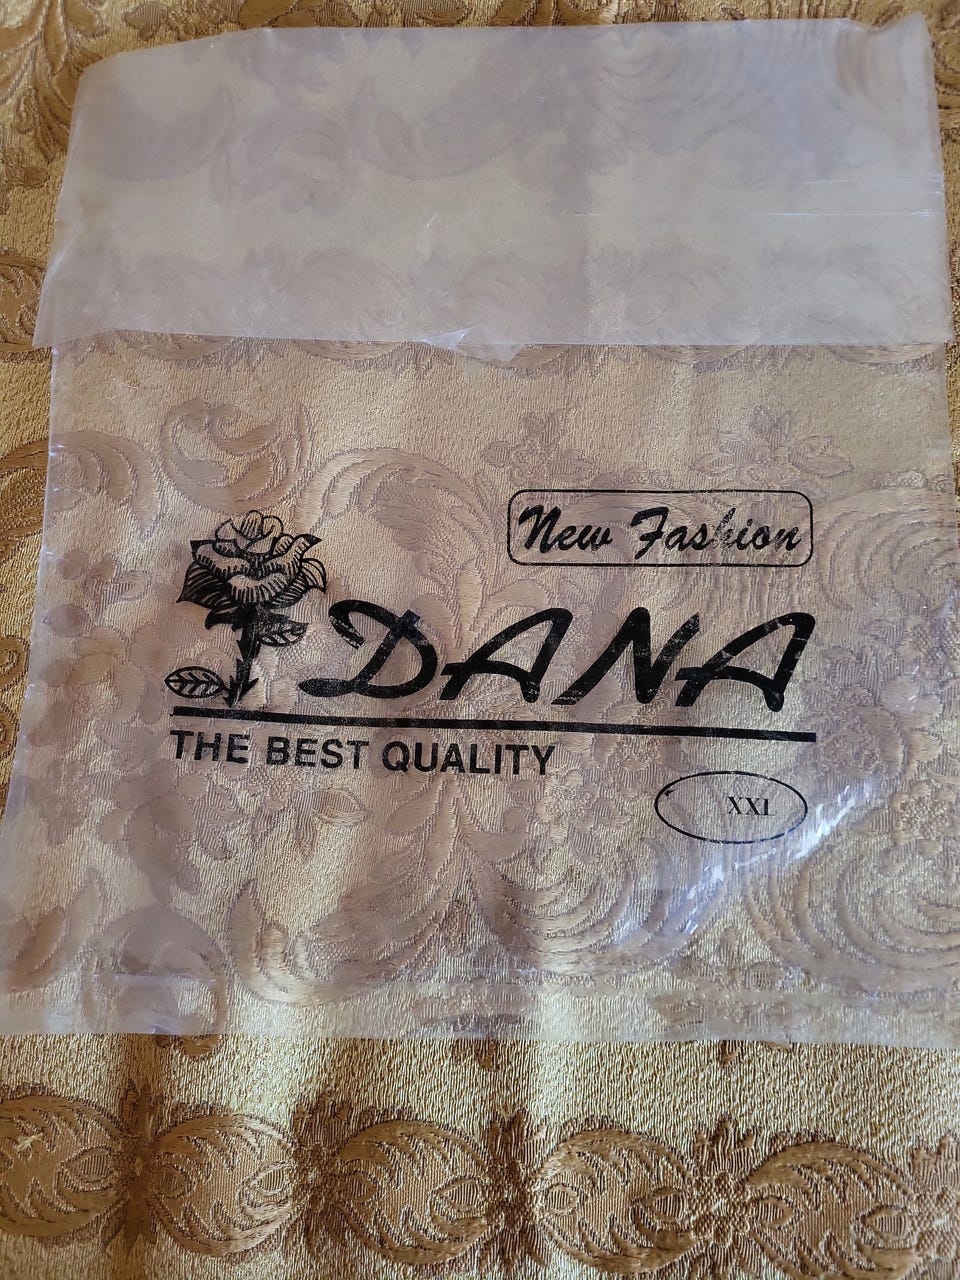 New Fashion
DANA
THE BEST QUALITY
XXL